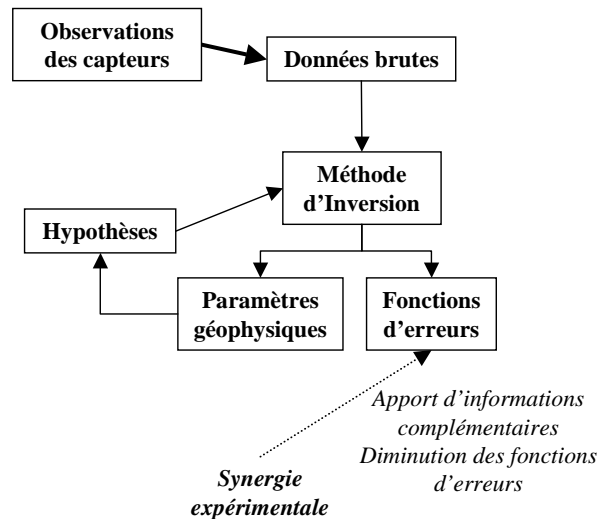 Observations
des capteurs
Données brutes
Méthode
d'Inversion
Hypothèses
Paramètres
géophysiques
Fonctions
d'erreurs
Apport d'informations
complémentaires
Diminution des fonctions
d'erreurs
Synergie
expérimentale